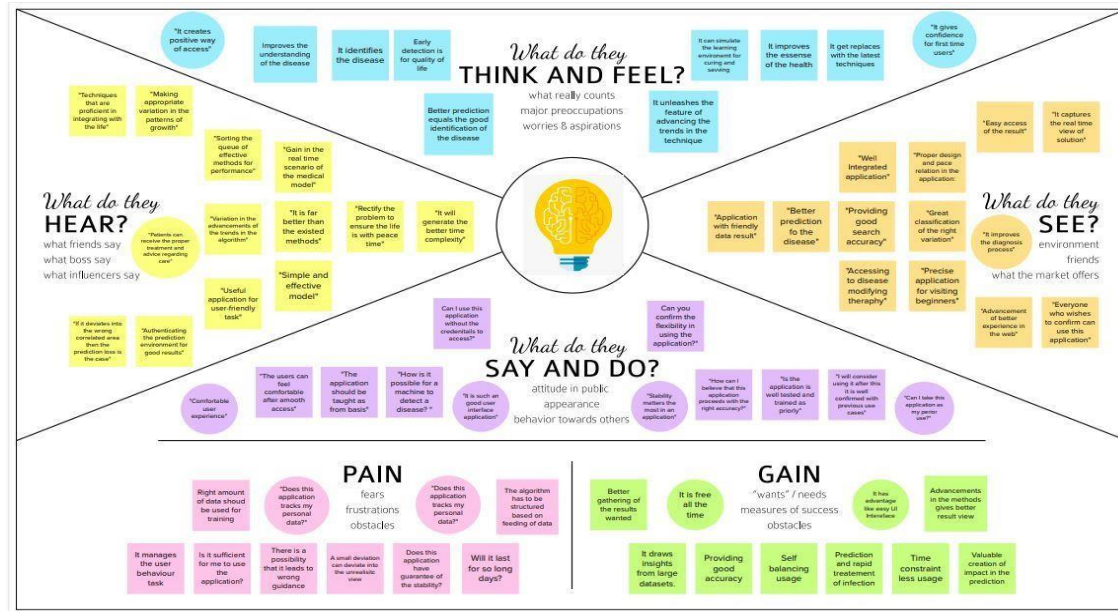 "It creates
positive way
of access"
Improves the
understanding
of the disease
It identifies
the disease
Early
detection for
quality of
life
Better prediction
equals the good
identification of
the disease
What do they
THINK AND FEEL?
what really counts
major preoccupations
worries & aspirations
It can simulate
the learning
enviroment for
curing and
serving
It improves
the essense
of the health
It get replaces
with the latest
techniques
"It gives
confidence
for first time
users"
It unleashes the
feature of
advancing the
trends in the
technique
"Techniques
that are
proficient in
integrating with
the life"
"Making
appropriate
variation in the
patterns of
growth"
"Sorting the
queue of
effective
methods for
performance"
"Gain in the
real time
scenario of
the medical
model"
What do they
HEAR?
what friends say
what boss say
what influencers say
"Patients can
receive the proper
treatment and
advice regarding
care"
"Variation in the
advancements of
the trends in the
algorithm"
"It is far
better than
the existed
methods"
"Rectify the
problem to
ensure the life
is with peace
time"
"It will
generate the
better time
complexity"
"Useful
application for
user-friendly
task"
"Simple and
effective
model"
"If it deviates into
the wrong
correlated area
then the
prediction loss is
the case"
"Authenticating
the prediction
environment for
good results"
"Easy access
of the result"
"It captures
the real time
view of
solution"
"Well
Integrated
application"
"Proper design
and pace
relation in the
application:
"Application
with friendly
data result"
"Better
prediction
fo the
disease"
"Providing
good
search
accuracy"
"Great
classification of
the right
variation"
"It improves
the diagnosis
process"
What do they
SEE?
environment
friends
what the market offers
"Accessing
to disease
modifying
theraphy"
"Precise
application
for visiting
beginners"
"Advancement
of better
experience in
the web"
"Everyone
who wishes
to confirm can
use this
application"
Can I use this
application
without the
credenitails to
access?"
Can you
confirm the
flexibility in
using the
application?"
What do they
SAY AND DO?
attitude in public
appearance
behavior towards others
"Comfortable
user
experience"
"The users can
feel
comfortable
after amooth
access"
"The
application
should be
taught as
from basis"
"How is it
possible for a
machine to
detect a
disease? "
"It is such an
good user
interface
application"
"Stability
matters the
most in an
application"
"How can I
believe that this
application
proceeds with the
right accuracy?"
"Is the
application is
well tested and
trained as
priorly"
"I will consider
using it after this
it is well
confirmed with
previous use
cases"
"Can I take this
application as
my perior
use?"
PAIN
fears
frustrations
obstacles
Right amount
of data shoud
be used for
training
"Does this
application
tracks my
personal
data?"
"Does this
application
tracks my
personal
data?"
The algorithm
has to be
structured
based on
feeding of data
It manages
the user
behaviour
task
Is it sufficient
for me to use
the
application?
There is a
possibility that
it leads to
wrong
guidance
A small deviation
can deviate into
the unrealisitc
view
Does this
application
have
guarantee of
the stability?
Will it last
for so long
days?
GAIN
"wants" / needs
measures of success
obstacles
Better
gathering of
the results
wanted
It is free
all the
time
It has
advantage
like easy UI
Interaface
Advancements
in the methods
gives better
result view
It draws
insights
from large
datasets.
Providing
good
accuracy
Self
balancing
usage
Prediction
and rapid
treatement
of infection
Time
constraint
less usage
Valuable
creation of
impact in the
prediction